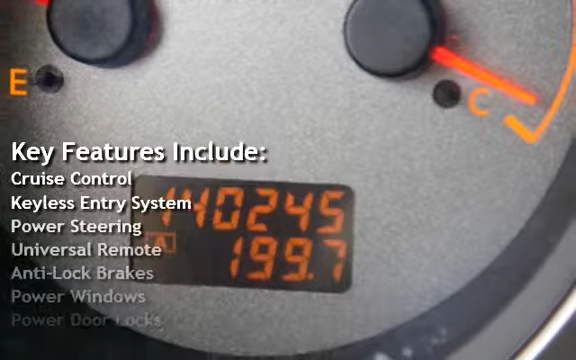 E
C
Key Features Include:
Cruise Control
Keyless Entry System
140245
Power Steering
Universal Remote
A 199.7
Anti-Lock Brakes
Power Windows
Power Door Locks